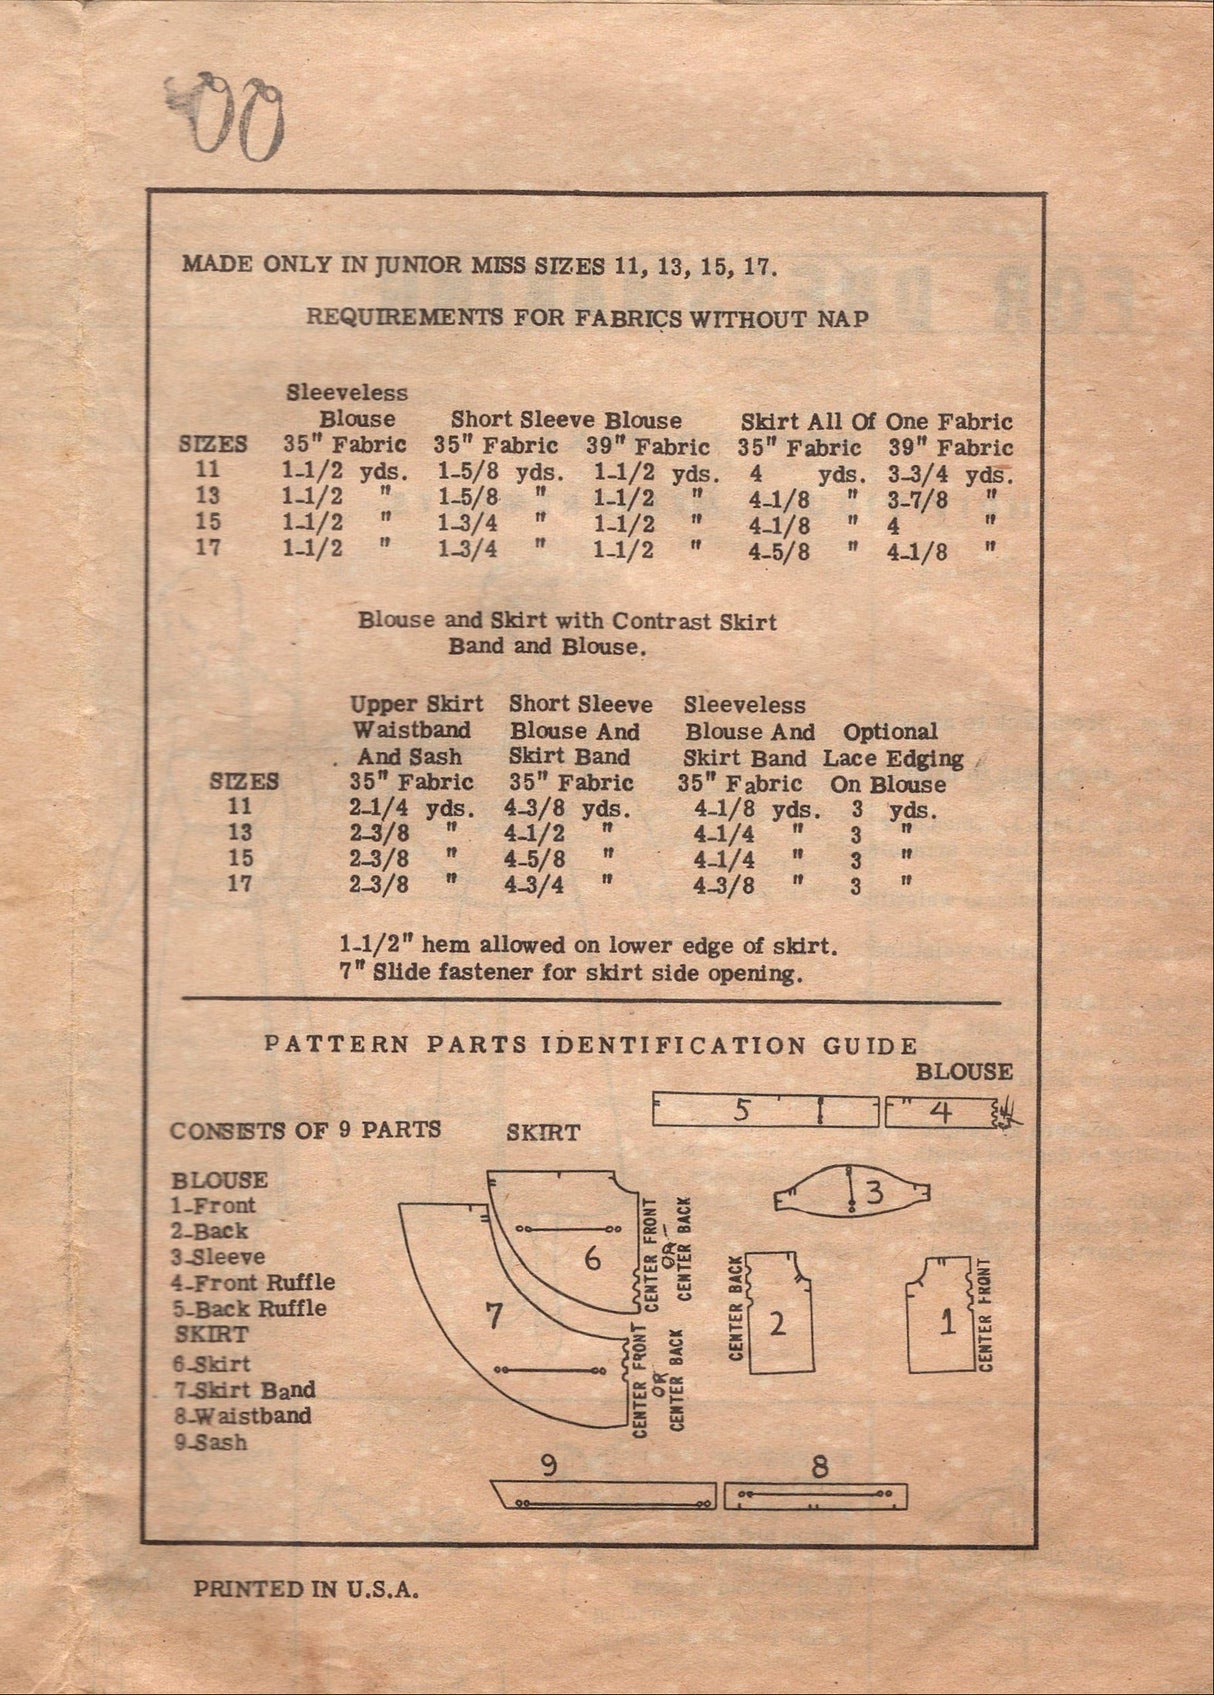 00
MADE ONLY IN JUNIOR MISS SIZES 11, 13, 15, 17.
REQUIREMENTS FOR FABRICS WITHOUT NAP
Sleeveless
Blouse Short Sleeve Blouse Skirt All Of One Fabric
SIZES 35" Fabric 35" Fabric 39" Fabric 35" Fabric 39" Fabric
11 1-1/2 yds. 1-5/8 yds. 1-1/2 yds. 4 yds. 3-3/4 yds.
13 1-1/2 " 1-5/8 " 1-1/2 " 4-1/8 " 3-7/8 "
15 1-1/2 " 1-3/4 " 1-1/2 " 4-1/8 " 4 "
17 1-1/2 " 1-3/4 " 1-1/2 " 4-5/8 " 4-1/8 "
Blouse and Skirt with Contrast Skirt
Band and Blouse.
Upper Skirt Short Sleeve Sleeveless
Waistband Blouse And Blouse And Optional
And Sash Skirt Band Skirt Band Lace Edging
SIZES 35" Fabric 35" Fabric 35" Fabric On Blouse
11 2-1/4 yds. 4-3/8 yds. 4-1/8 yds. 3 yds.
13 2-3/8 " 4-1/2 " 4-1/4 " 3 "
15 2-3/8 " 4-5/8 " 4-1/4 " 3 "
17 2-3/8 " 4-3/4 " 4-3/8 " 3 "
1-1/2" hem allowed on lower edge of skirt.
7" Slide fastener for skirt side opening.
PATTERN PARTS IDENTIFICATION GUIDE
BLOUSE
5 4
CONSISTS OF 9 PARTS SKIRT
BLOUSE
1-Front
2-Back
3-Sleeve
4-Front Ruffle
5-Back Ruffle
SKIRT
6-Skirt
7-Skirt Band
8-Waistband
9-Sash
3
6
CENTER FRONT
OR
CENTER BACK
7
CENTER FRONT
OR
CENTER BACK
CENTER BACK
2
1
CENTER FRONT
9 8
PRINTED IN U.S.A.